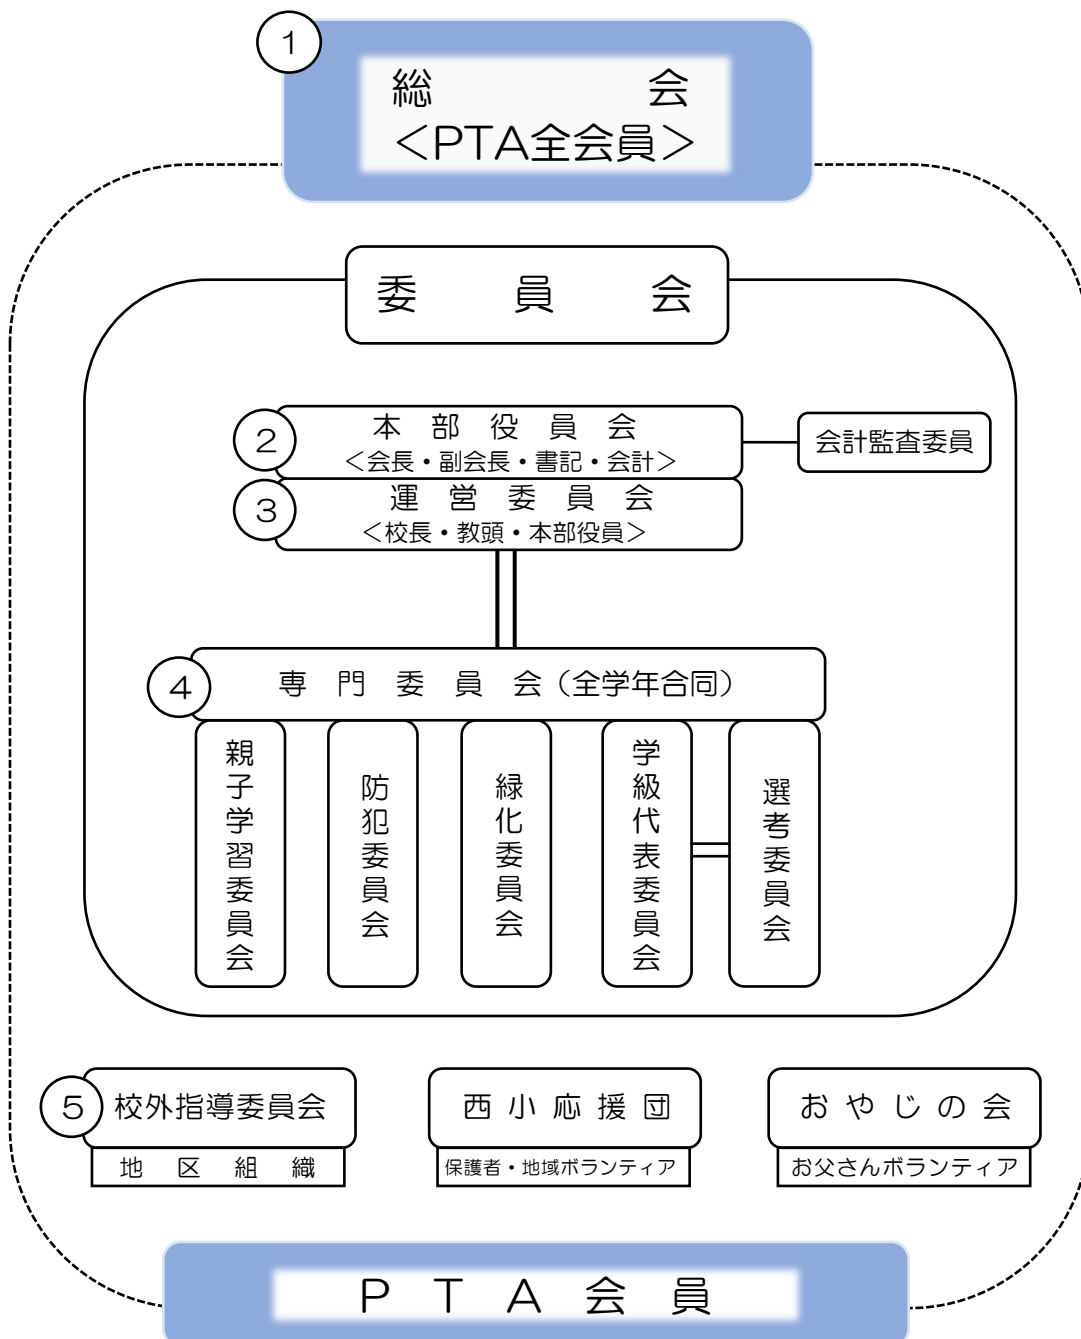 1
総会
<PTA全会員>
委員会
2
本部役員会
<会長・副会長・書記・会計>
会計監査委員
3
運営委員会
<校長・教頭・本部役員>
4
専門委員会(全学年合同)
親子学習委員会
防犯委員会
緑化委員会
学級代表委員会
選考委員会
5
校外指導委員会
地区組織
西小応援団
保護者・地域ボランティア
おやじの会
お父さんボランティア
PTA会員